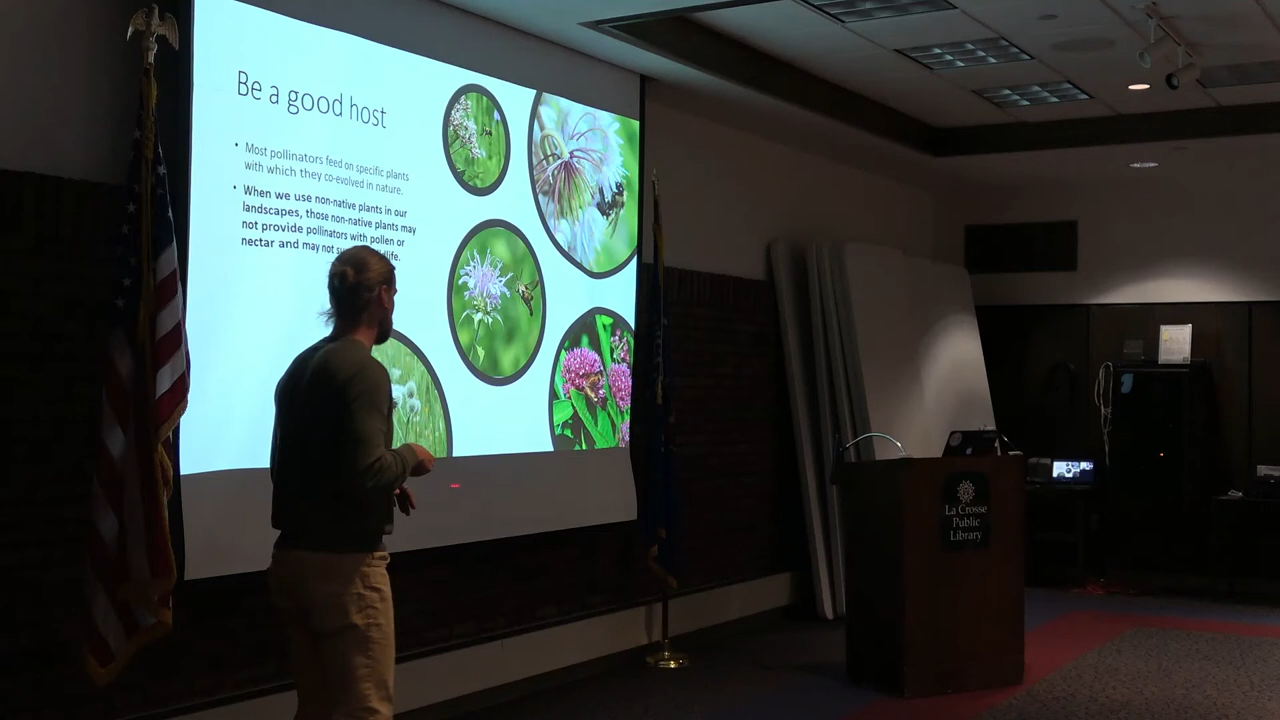 Be a good host
• Most pollinators feed on specific plants
with which they co-evolved in nature.
• When we use non-native plants in our
landscapes, those non-native plants may
not provide pollinators with pollen or
nectar and may not life.
La Crosse
Public
Library